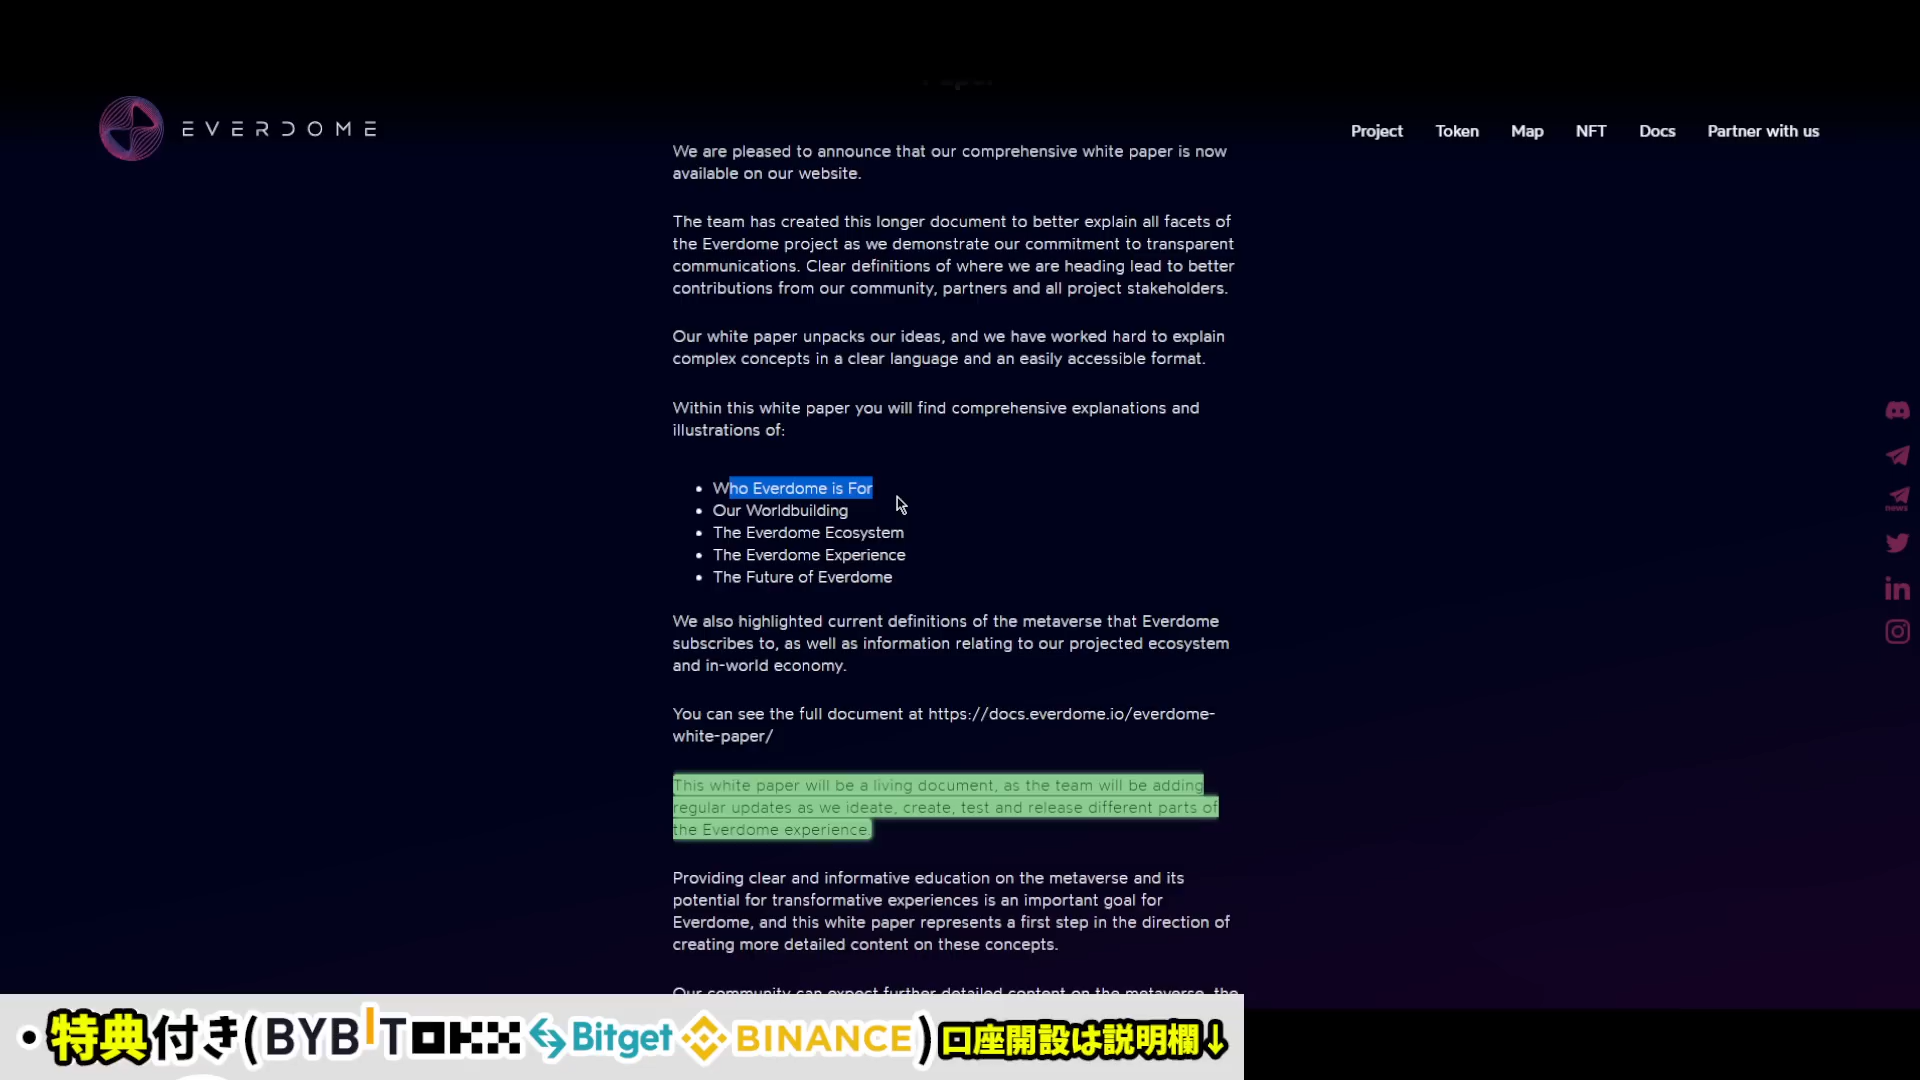 EVERDOME
Project Token Map NFT Docs Partner with us
We are pleased to announce that our comprehensive white paper is now
available on our website.
The team has created this longer document to better explain all facets of
the Everdome project as we demonstrate our commitment to transparent
communications. Clear definitions of where we are heading lead to better
contributions from our community, partners and all project stakeholders.
Our white paper unpacks our ideas, and we have worked hard to explain
complex concepts in a clear language and an easily accessible format.
Within this white paper you will find comprehensive explanations and
illustrations of:
• Who Everdome is For
• Our Worldbuilding
• The Everdome Ecosystem
• The Everdome Experience
• The Future of Everdome
We also highlighted current definitions of the metaverse that Everdome
subscribes to, as well as information relating to our projected ecosystem
and in-world economy.
You can see the full document at https://docs.everdome.io/everdome-
white-paper/
This white paper will be a living document, as the team will be adding
regular updates as we ideate, create, test and release different parts of
the Everdome experience.
Providing clear and informative education on the metaverse and its
potential for transformative experiences is an important goal for
Everdome, and this white paper represents a first step in the direction of
creating more detailed content on these concepts.
Our community can expect further detailed content on the metaverse, the
news
・特典付き(BYBIT OKX Bitget BINANCE)口座開設は説明欄↓